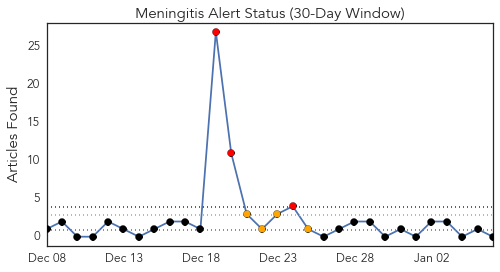 Meningitis Alert Status (30-Day Window)
Articles Found
25
20
15
10
5
0
Dec 08
Dec 13
Dec 18
Dec 23
Dec 28
Jan 02